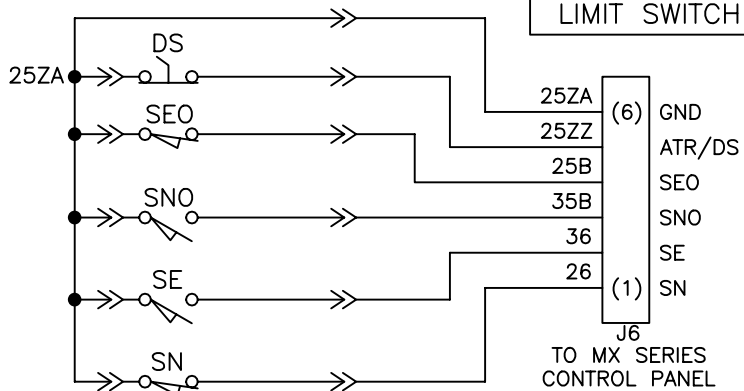 LIMIT SWITCH
DS
25ZA
SEO
SNO
SE
SN
25ZA
(6)
GND
25ZZ
ATR/DS
25B
SEO
35B
SNO
36
SE
26
(1)
SN
J6
TO MX SERIES
CONTROL PANEL